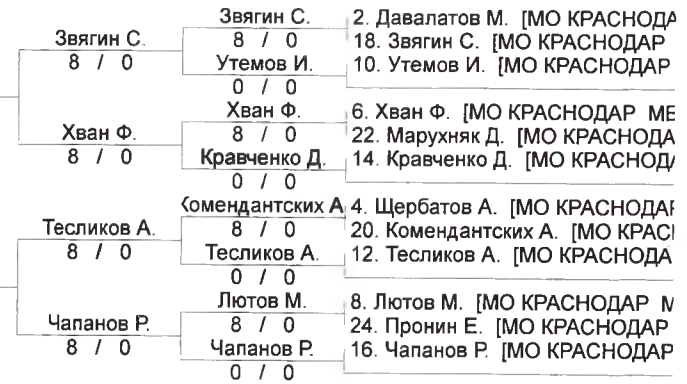 Звягин С. 2. Давалатов М. [МО КРАСНОДА
Звягин С. 8 / 0 18. Звягин С. [МО КРАСНОДАР
8 / 0 Утемов И. 10. Утемов И. [МО КРАСНОДАР
0 / 0
Хван Ф. 6. Хван Ф. [МО КРАСНОДАР МЕ
Хван Ф. 8 / 0 22. Марухняк Д. [МО КРАСНОДА
8 / 0 Кравченко Д. 14. Кравченко Д. [МО КРАСНОДА
0 / 0
Комендантских А 4. Щербатов А. [МО КРАСНОДАР
Тесликов А. 8 / 0 20. Комендантских А. [МО КРАС
8 / 0 Тесликов А. 12. Тесликов А. [МО КРАСНОДА
0 / 0
Лютов М. 8. Лютов М. [МО КРАСНОДАР М
Чапанов Р. 8 / 0 24. Пронин Е. [МО КРАСНОДАР
8 / 0 Чапанов Р. 16. Чапанов Р. [МО КРАСНОДАР
0 / 0